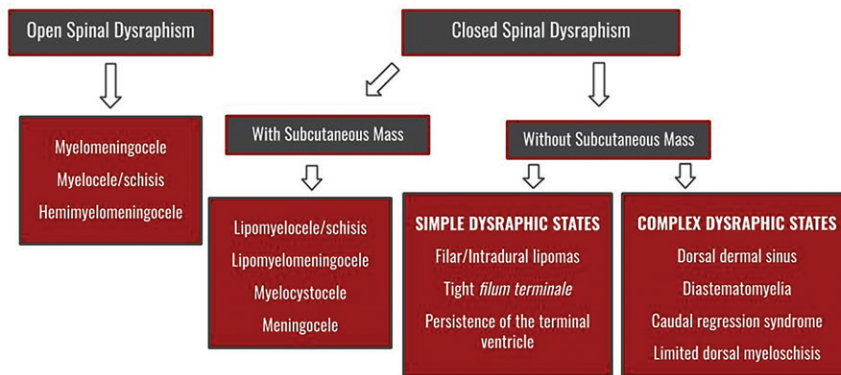 Open Spinal Dysraphism
Closed Spinal Dysraphism
Myelomeningocele
Myelocele/schisis
Hemimyelomeningocele
With Subcutaneous Mass
Without Subcutaneous Mass
Lipomyelocele/schisis
Lipomyelomeningocele
Myelocystocele
Meningocele
SIMPLE DYSRAPHIC STATES
Filar/Intradural lipomas
Tight filum terminale
Persistence of the terminal
ventricle
COMPLEX DYSRAPHIC STATES
Dorsal dermal sinus
Diastematomyelia
Caudal regression syndrome
Limited dorsal myeloschisis